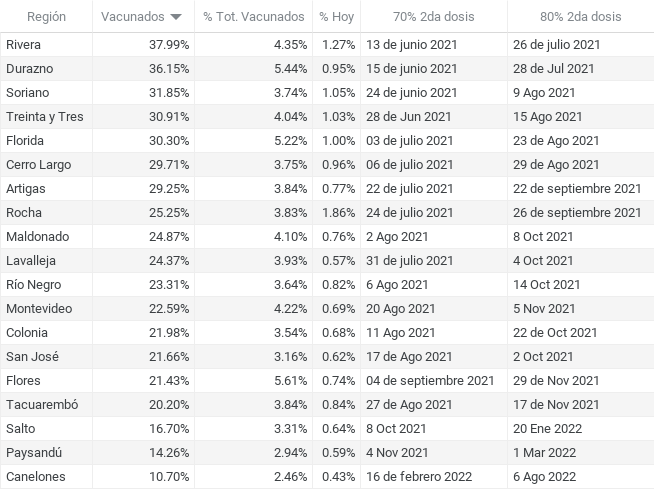 Región Vacunados % Tot. Vacunados % Hoy 70% 2da dosis 80% 2da dosis
Rivera 37.99% 4.35% 1.27% 13 de junio 2021 26 de julio 2021
Durazno 36.15% 5.44% 0.95% 15 de junio 2021 28 de Jul 2021
Soriano 31.85% 3.74% 1.05% 24 de junio 2021 9 Ago 2021
Treinta y Tres 30.91% 4.04% 1.03% 28 de Jun 2021 15 Ago 2021
Florida 30.30% 5.22% 1.00% 03 de julio 2021 23 de Ago 2021
Cerro Largo 29.71% 3.75% 0.96% 06 de julio 2021 29 de Ago 2021
Artigas 29.25% 3.84% 0.77% 22 de julio 2021 22 de septiembre 2021
Rocha 25.25% 3.83% 1.86% 24 de julio 2021 26 de septiembre 2021
Maldonado 24.87% 4.10% 0.76% 2 Ago 2021 8 Oct 2021
Lavalleja 24.37% 3.93% 0.57% 31 de julio 2021 4 Oct 2021
Río Negro 23.31% 3.64% 0.82% 6 Ago 2021 14 Oct 2021
Montevideo 22.59% 4.22% 0.69% 20 Ago 2021 5 Nov 2021
Colonia 21.98% 3.54% 0.68% 11 Ago 2021 22 de Oct 2021
San José 21.66% 3.16% 0.62% 17 de Ago 2021 2 Oct 2021
Flores 21.43% 5.61% 0.74% 04 de septiembre 2021 29 de Nov 2021
Tacuarembó 20.20% 3.84% 0.84% 27 de Ago 2021 17 de Nov 2021
Salto 16.70% 3.31% 0.64% 8 Oct 2021 20 Ene 2022
Paysandú 14.26% 2.94% 0.59% 4 Nov 2021 1 Mar 2022
Canelones 10.70% 2.46% 0.43% 16 de febrero 2022 6 Ago 2022